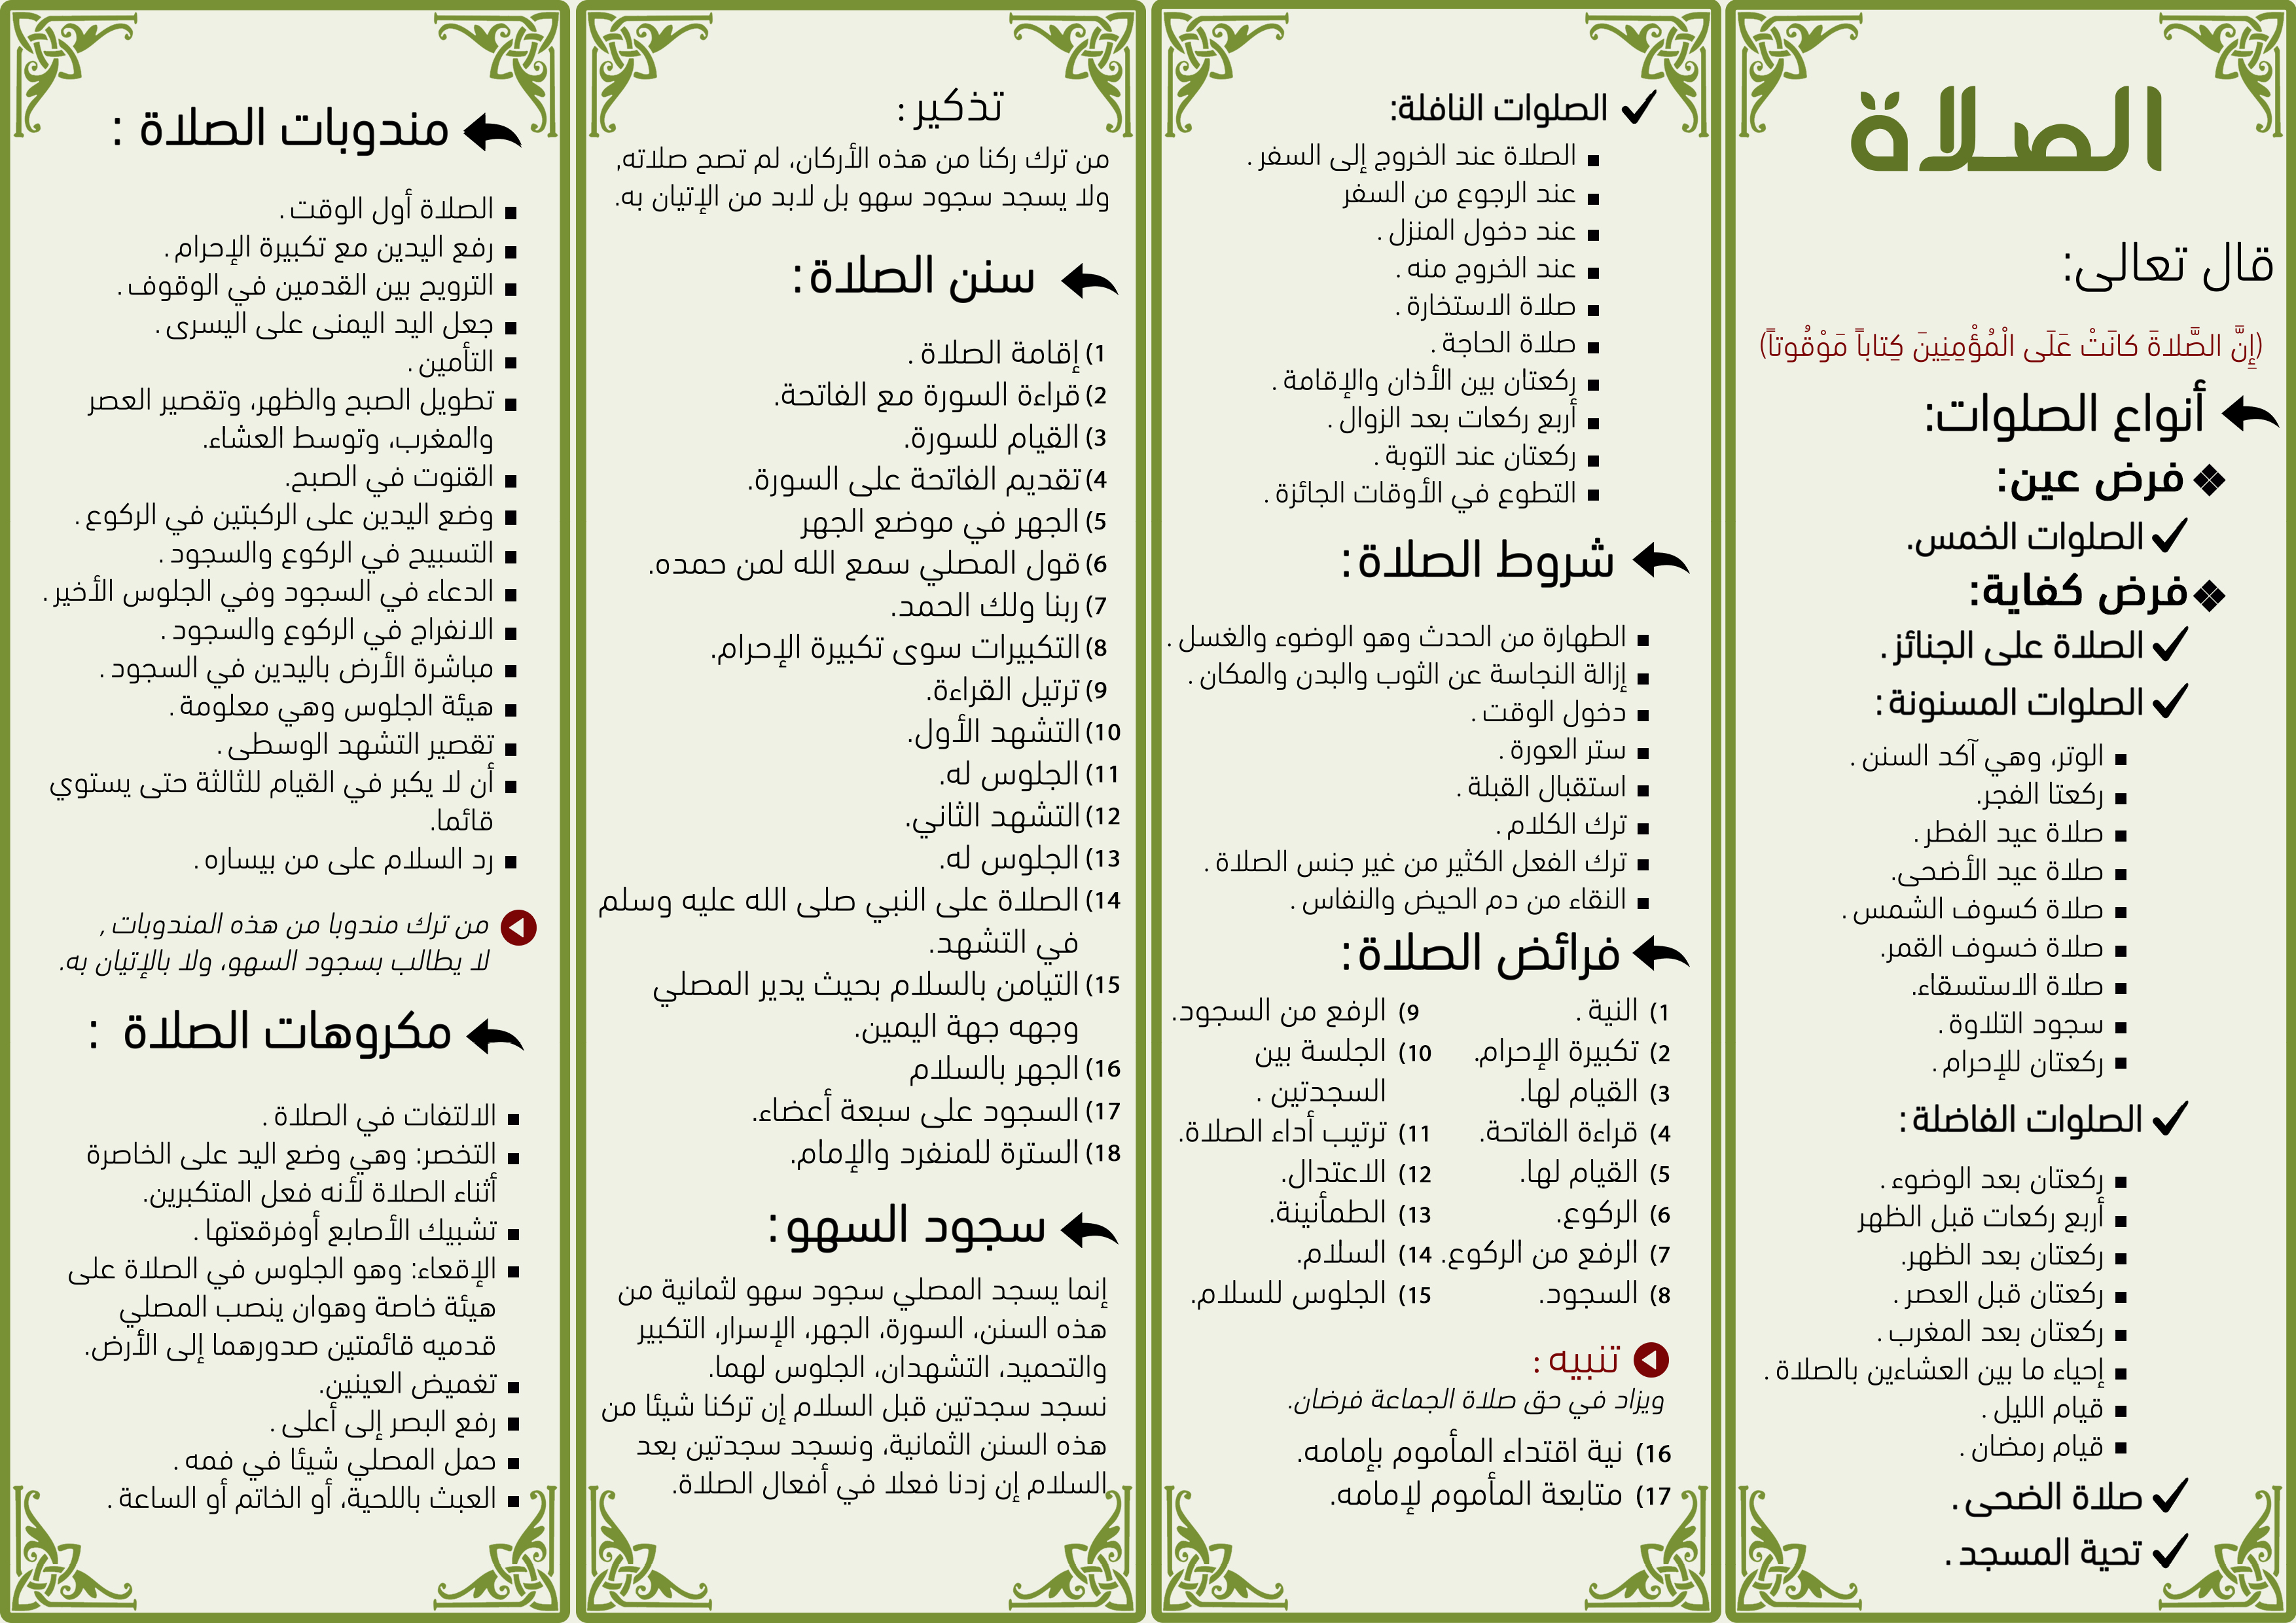 الصلاة
قال تعالى:
(إِنَّ الصَّلاةَ كانَتْ عَلَى الْمُؤْمِنِينَ كِتاباً مَوْقُوتاً)
أنواع الصلوات:
فرض عين:
الصلوات الخمس.
فرض كفاية:
الصلاة على الجنائز .
الصلوات المسنونة :
الوتر، وهي آكد السنن .
ركعتا الفجر.
صلاة عيد الفطر .
صلاة عيد الأضحى.
صلاة كسوف الشمس .
صلاة خسوف القمر.
صلاة الاستسقاء.
سجود التلاوة .
ركعتان للإحرام .
الصلوات الفاضلة :
ركعتان بعد الوضوء .
أربع ركعات قبل الظهر
ركعتان بعد الظهر.
ركعتان قبل العصر .
ركعتان بعد المغرب .
إحياء ما بين العشاءين بالصلاة .
قيام الليل .
قيام رمضان .
صلاة الضحى .
تحية المسجد .
الصلوات النافلة:
الصلاة عند الخروج إلى السفر .
عند الرجوع من السفر
عند دخول المنزل .
عند الخروج منه .
صلاة الاستخارة .
صلاة الحاجة .
ركعتان بين الأذان والإقامة .
أربع ركعات بعد الزوال .
ركعتان عند التوبة .
التطوع في الأوقات الجائزة .
شروط الصلاة :
الطهارة من الحدث وهو الوضوء والغسل .
إزالة النجاسة عن الثوب والبدن والمكان .
دخول الوقت .
ستر العورة .
استقبال القبلة .
ترك الكلام .
ترك الفعل الكثير من غير جنس الصلاة .
النقاء من دم الحيض والنفاس .
فرائض الصلاة :
1) النية .
2) تكبيرة الإحرام.
3) القيام لها.
4) قراءة الفاتحة.
5) القيام لها.
6) الركوع.
7) الرفع من الركوع.
8) السجود.
9) الرفع من السجود.
10) الجلسة بين
السجدتين .
11) ترتيب أداء الصلاة.
12) الاعتدال.
13) الطمأنينة.
14) السلام.
15) الجلوس للسلام.
تنبيه :
ويزاد في حق صلاة الجماعة فرضان.
16) نية اقتداء المأموم بإمامه.
17) متابعة المأموم لإمامه.
تذكير :
من ترك ركنا من هذه الأركان، لم تصح صلاته,
ولا يسجد سجود سهو بل لابد من الإتيان به.
سنن الصلاة :
1) إقامة الصلاة .
2) قراءة السورة مع الفاتحة.
3) القيام للسورة.
4) تقديم الفاتحة على السورة.
5) الجهر في موضع الجهر
6) قول المصلي سمع الله لمن حمده.
7) ربنا ولك الحمد.
8) التكبيرات سوى تكبيرة الإحرام.
9) ترتيل القراءة.
10) التشهد الأول.
11) الجلوس له.
12) التشهد الثاني.
13) الجلوس له.
14) الصلاة على النبي صلى الله عليه وسلم
في التشهد.
15) التيامن بالسلام بحيث يدير المصلي
وجهه جهة اليمين.
16) الجهر بالسلام
17) السجود على سبعة أعضاء.
18) السترة للمنفرد والإمام.
سجود السهو :
إنما يسجد المصلي سجود سهو لثمانية من
هذه السنن، السورة، الجهر، الإسرار، التكبير
والتحميد، التشهدان، الجلوس لهما.
نسجد سجدتين قبل السلام إن تركنا شيئا من
هذه السنن الثمانية، ونسجد سجدتين بعد
السلام إن زدنا فعلا في أفعال الصلاة.
مندوبات الصلاة :
الصلاة أول الوقت .
رفع اليدين مع تكبيرة الإحرام .
الترويح بين القدمين في الوقوف .
جعل اليد اليمنى على اليسرى .
التأمين .
تطويل الصبح والظهر، وتقصير العصر
والمغرب، وتوسط العشاء.
القنوت في الصبح.
وضع اليدين على الركبتين في الركوع .
التسبيح في الركوع والسجود .
الدعاء في السجود وفي الجلوس الأخير .
الانفراج في الركوع والسجود .
مباشرة الأرض باليدين في السجود .
هيئة الجلوس وهي معلومة .
تقصير التشهد الوسطى .
أن لا يكبر في القيام للثالثة حتى يستوي
قائما.
رد السلام على من بيساره .
من ترك مندوبا من هذه المندوبات ,
لا يطالب بسجود السهو، ولا بالإتيان به.
مكروهات الصلاة :
الالتفات في الصلاة .
التخصر: وهي وضع اليد على الخاصرة
أثناء الصلاة لأنه فعل المتكبرين.
تشبيك الأصابع أوفرقعتها .
الإقعاء: وهو الجلوس في الصلاة على
هيئة خاصة وهوان ينصب المصلي
قدميه قائمتين صدورهما إلى الأرض.
تغميض العينين.
رفع البصر إلى أعلى .
حمل المصلي شيئا في فمه .
العبث باللحية، أو الخاتم أو الساعة .